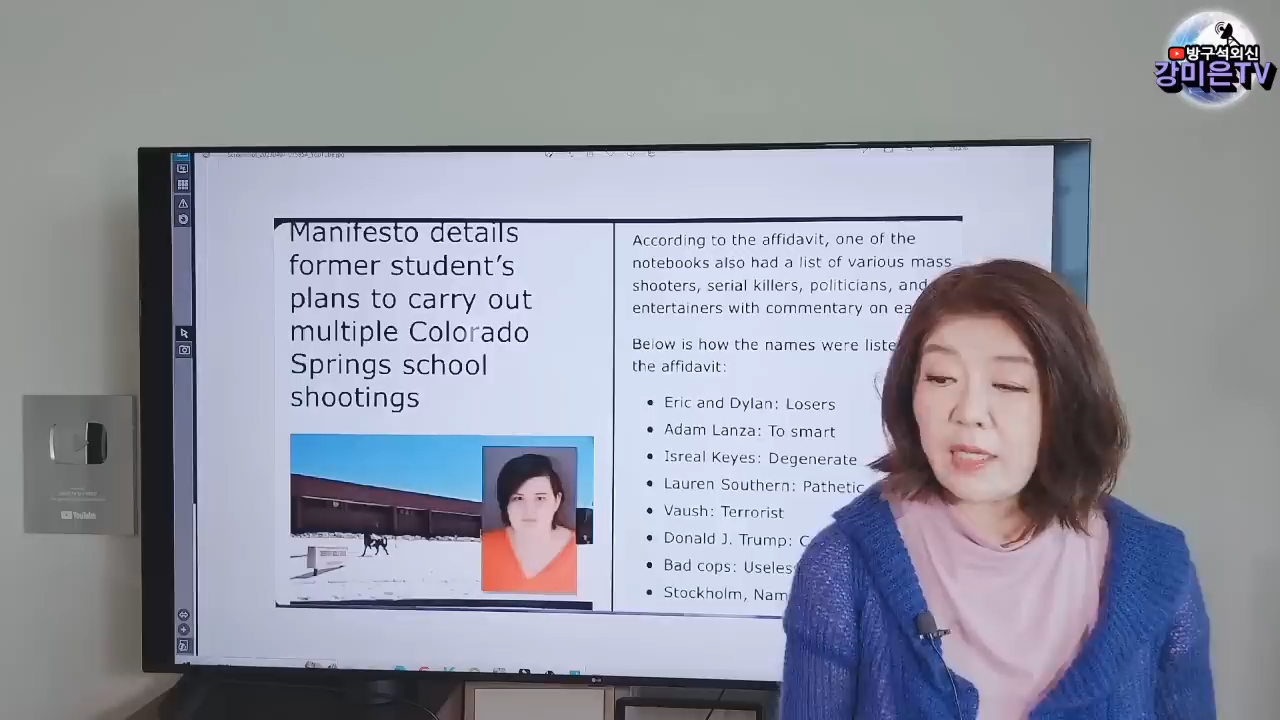 방구석외신
강미은TV
Manifesto details
former student's
plans to carry out
multiple Colorado
Springs school
shootings
According to the affidavit, one of the
notebooks also had a list of various mass
shooters, serial killers, politicians, and
entertainers with commentary on ea
Below is how the names were liste
the affidavit:
• Eric and Dylan: Losers
• Adam Lanza: To smart
• Isreal Keyes: Degenerate
• Lauren Southern: Pathetic
• Vaush: Terrorist
• Donald J. Trump: C
• Bad cops: Useles
• Stockholm, Nam
YouTube
LG